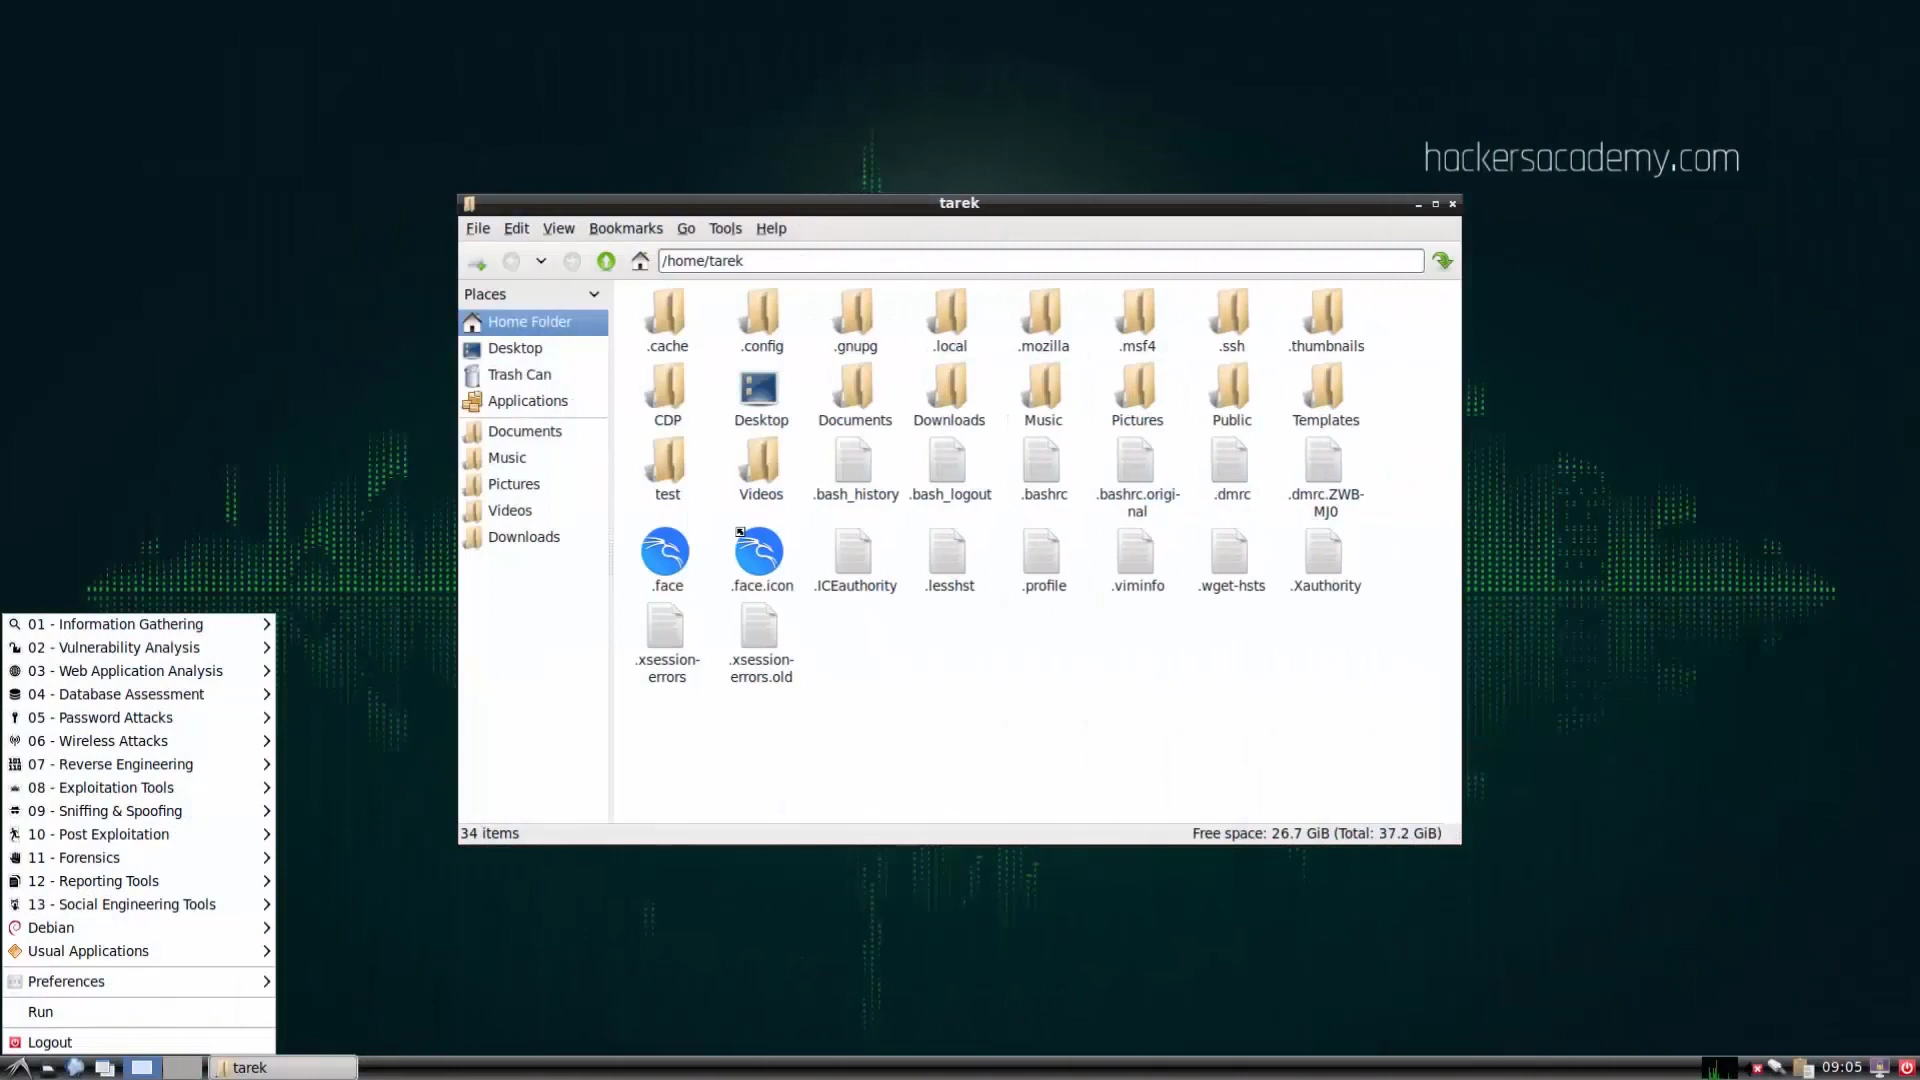 hackersacademy.com
tarek
File Edit View Bookmarks Go Tools Help
/home/tarek
Places
Home Folder
Desktop
Trash Can
Applications
Documents
Music
Pictures
Videos
Downloads
.cache .config .gnupg .local .mozilla .msf4 .ssh .thumbnails
CDP Desktop Documents Downloads Music Pictures Public Templates
test Videos .bash_history .bash_logout .bashrc .bashrc.origi- .dmrc .dmrc.ZWB-
nal MJ0
.face .face.icon .ICEauthority .lesshst .profile .viminfo .wget-hsts .Xauthority
.xsession- .xsession-
errors errors.old
34 items Free space: 26.7 GiB (Total: 37.2 GiB)
01 - Information Gathering
02 - Vulnerability Analysis
03 - Web Application Analysis
04 - Database Assessment
05 - Password Attacks
06 - Wireless Attacks
07 - Reverse Engineering
08 - Exploitation Tools
09 - Sniffing & Spoofing
10 - Post Exploitation
11 - Forensics
12 - Reporting Tools
13 - Social Engineering Tools
Debian
Usual Applications
Preferences
Run
Logout
tarek 09:05